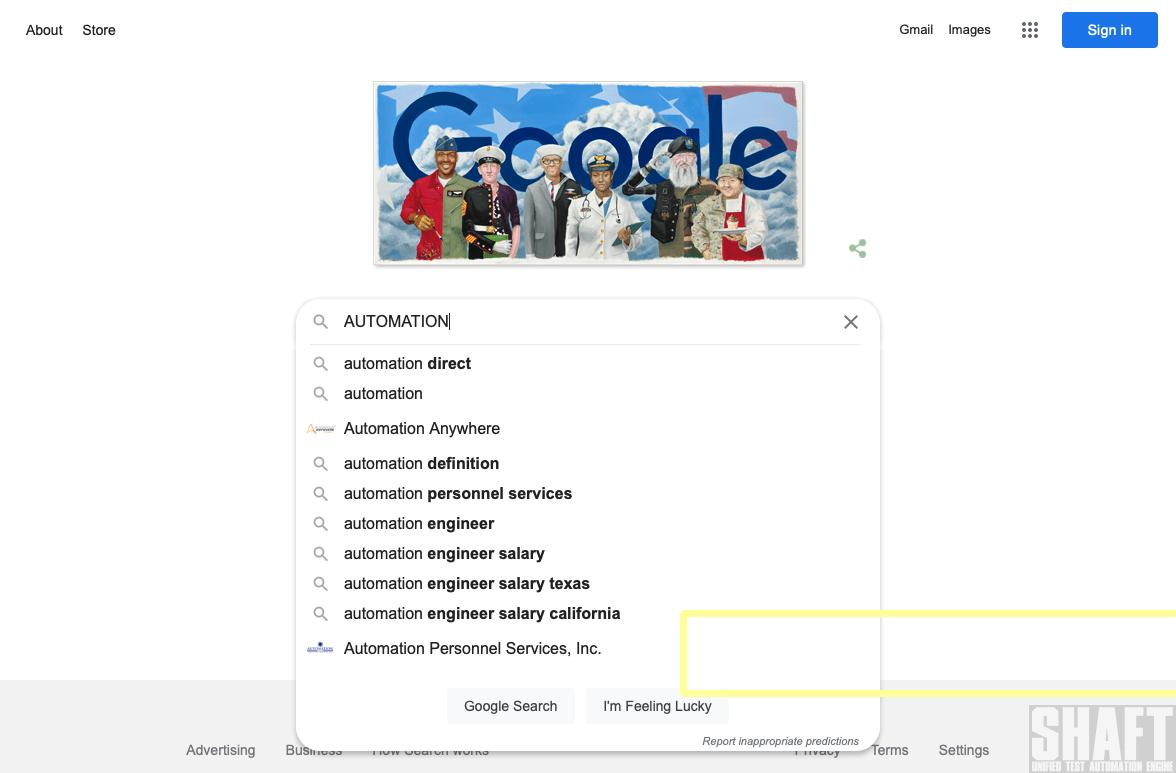 About Store Gmail Images Sign in
Google
AUTOMATION
automation direct
automation
Automation Anywhere
automation definition
automation personnel services
automation engineer
automation engineer salary
automation engineer salary texas
automation engineer salary california
Automation Personnel Services, Inc.
Google Search I'm Feeling Lucky
Report inappropriate predictions
Advertising Business How Search works Privacy Terms Settings
SHAFT
UNIFIED TEST AUTOMATION ENGINE